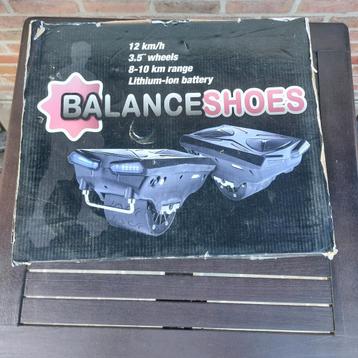 12 km/h
3.5" wheels
8-10 km range
Lithium-ion battery
BALANCESHOES